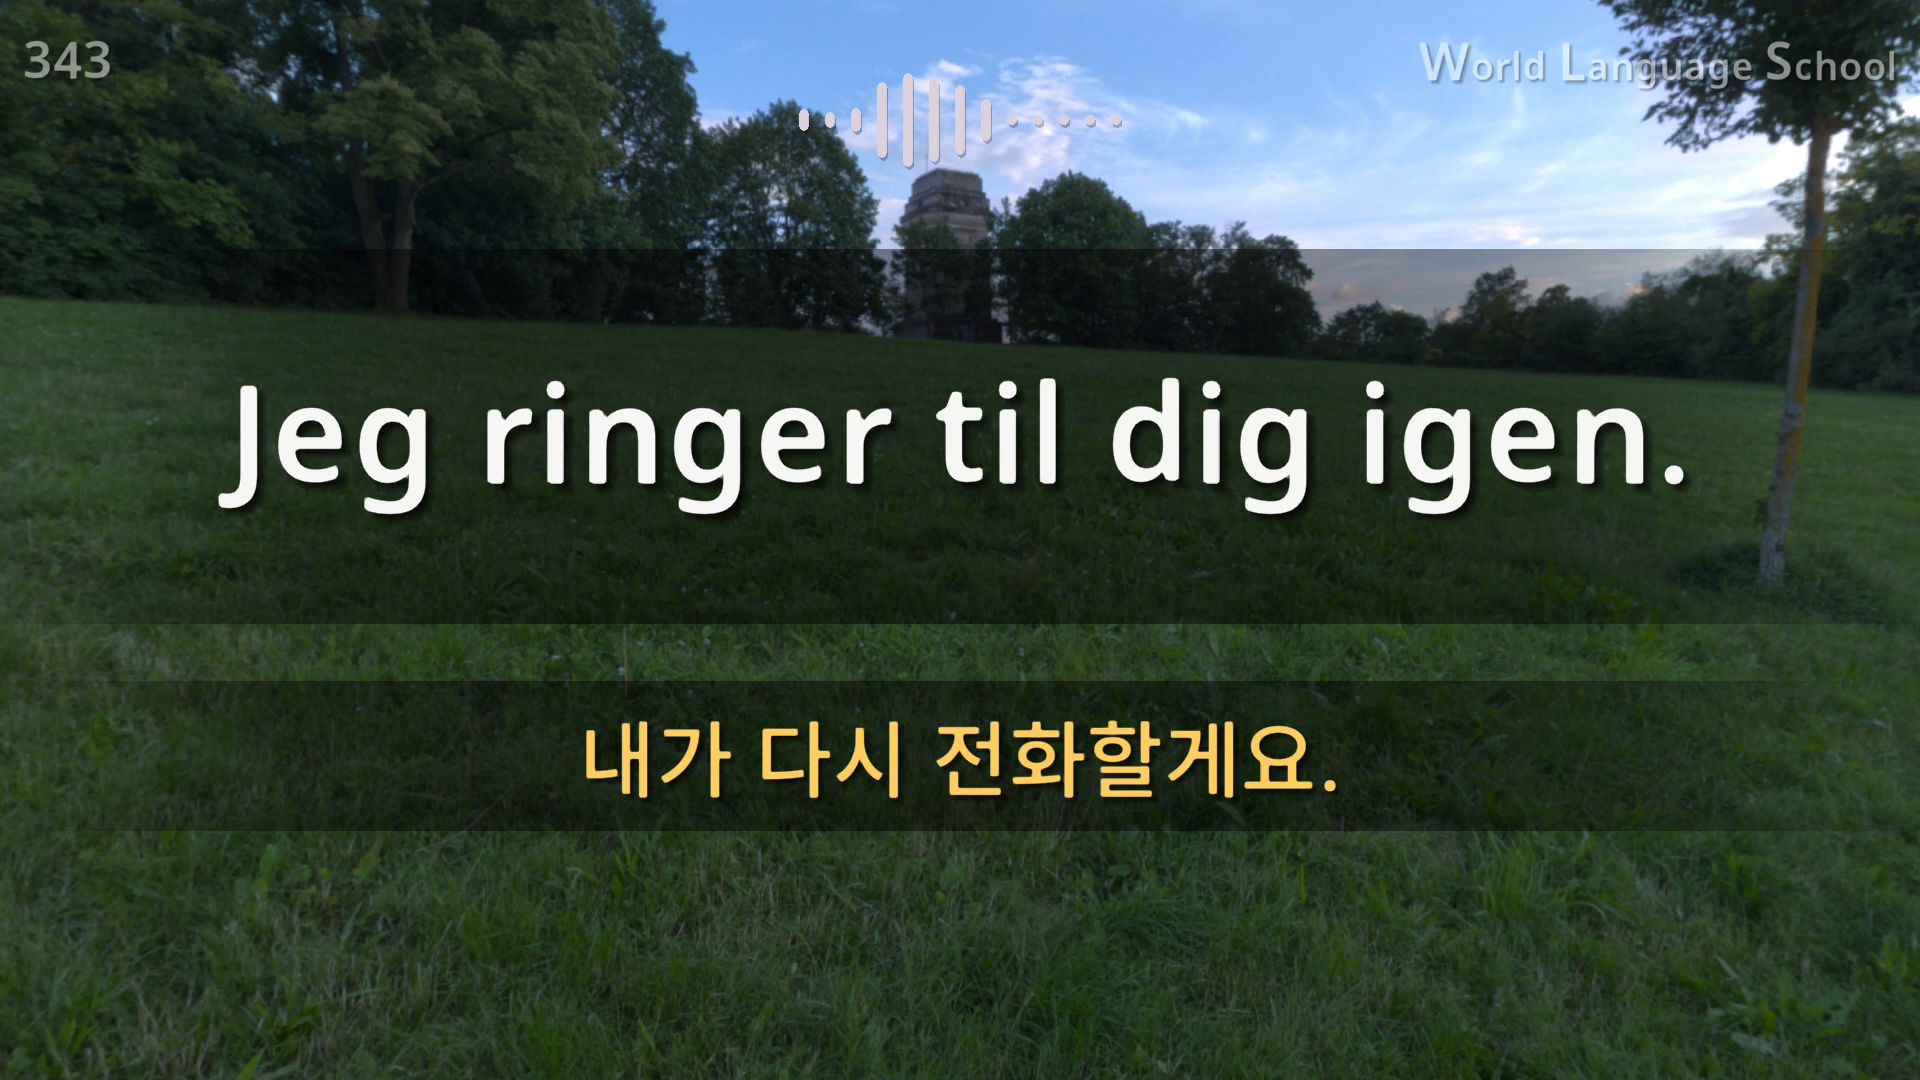 343
World Language School
Jeg ringer til dig igen.
내가 다시 전화할게요.